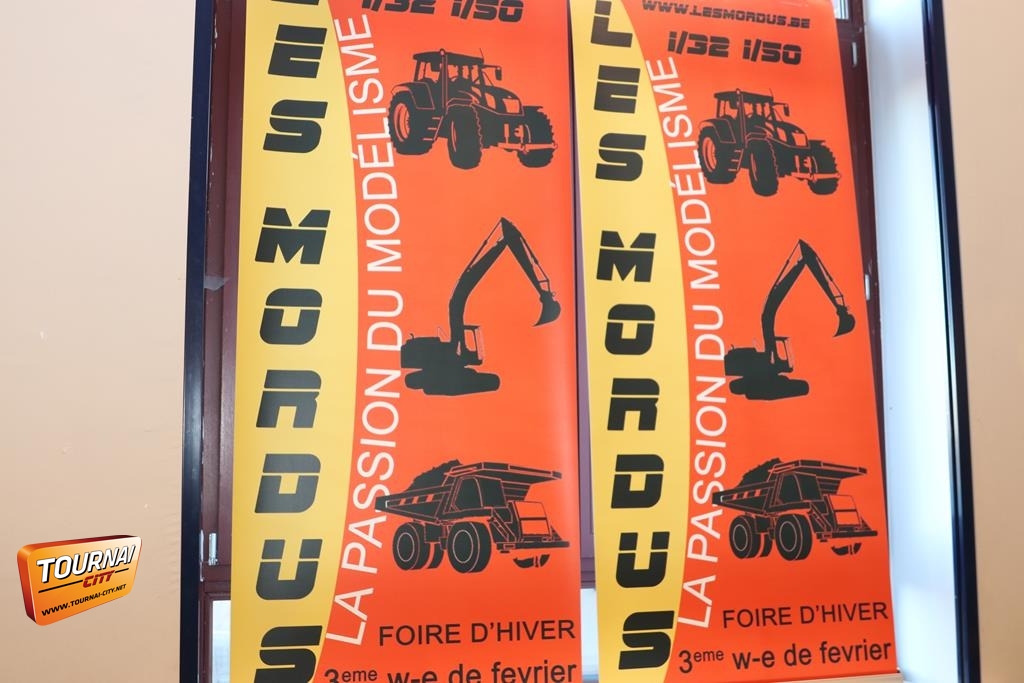 1/32 1/50
LES MORDUS
LA PASSION DU MODÉLISME
FOIRE D'HIVER
3eme w-e de fevrier
www.LESMORDUS.BE
1/32 1/50
LES MORDUS
LA PASSION DU MODÉLISME
FOIRE D'HIVER
3eme w-e de fevrier
TOURNAI
CITY
WWW.TOURNAI-CITY.NET